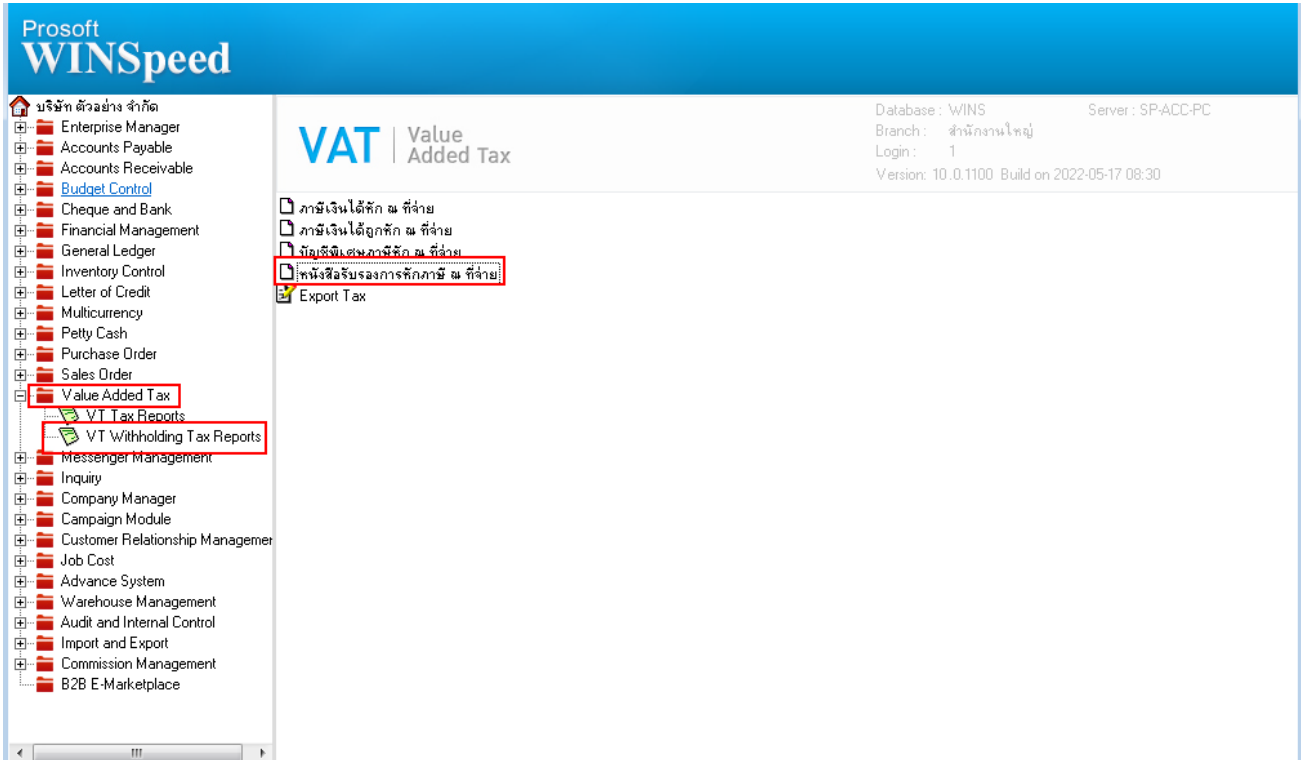 Prosoft
WINSpeed
บริษัท ตัวอย่าง จำกัด
Enterprise Manager
Accounts Payable
Accounts Receivable
Budget Control
Cheque and Bank
Financial Management
General Ledger
Inventory Control
Letter of Credit
Multicurrency
Petty Cash
Purchase Order
Sales Order
Value Added Tax
VT Tax Reports
VT Withholding Tax Reports
Messenger Management
Inquiry
Company Manager
Campaign Module
Customer Relationship Managemer
Job Cost
Advance System
Warehouse Management
Audit and Internal Control
Import and Export
Commission Management
B2B E-Marketplace
VAT Value
Added Tax
Database : WINS Server : SP-ACC-PC
Branch : สำนักงานใหญ่
Login : 1
Version: 10.0.1100 Build on 2022-05-17 08:30
ภาษีเงินได้หัก ณ ที่จ่าย
ภาษีเงินได้ถูกหัก ณ ที่จ่าย
บัญชีพิเศษภาษีหัก ณ ที่จ่าย
หนังสือรับรองการหักภาษี ณ ที่จ่าย
Export Tax